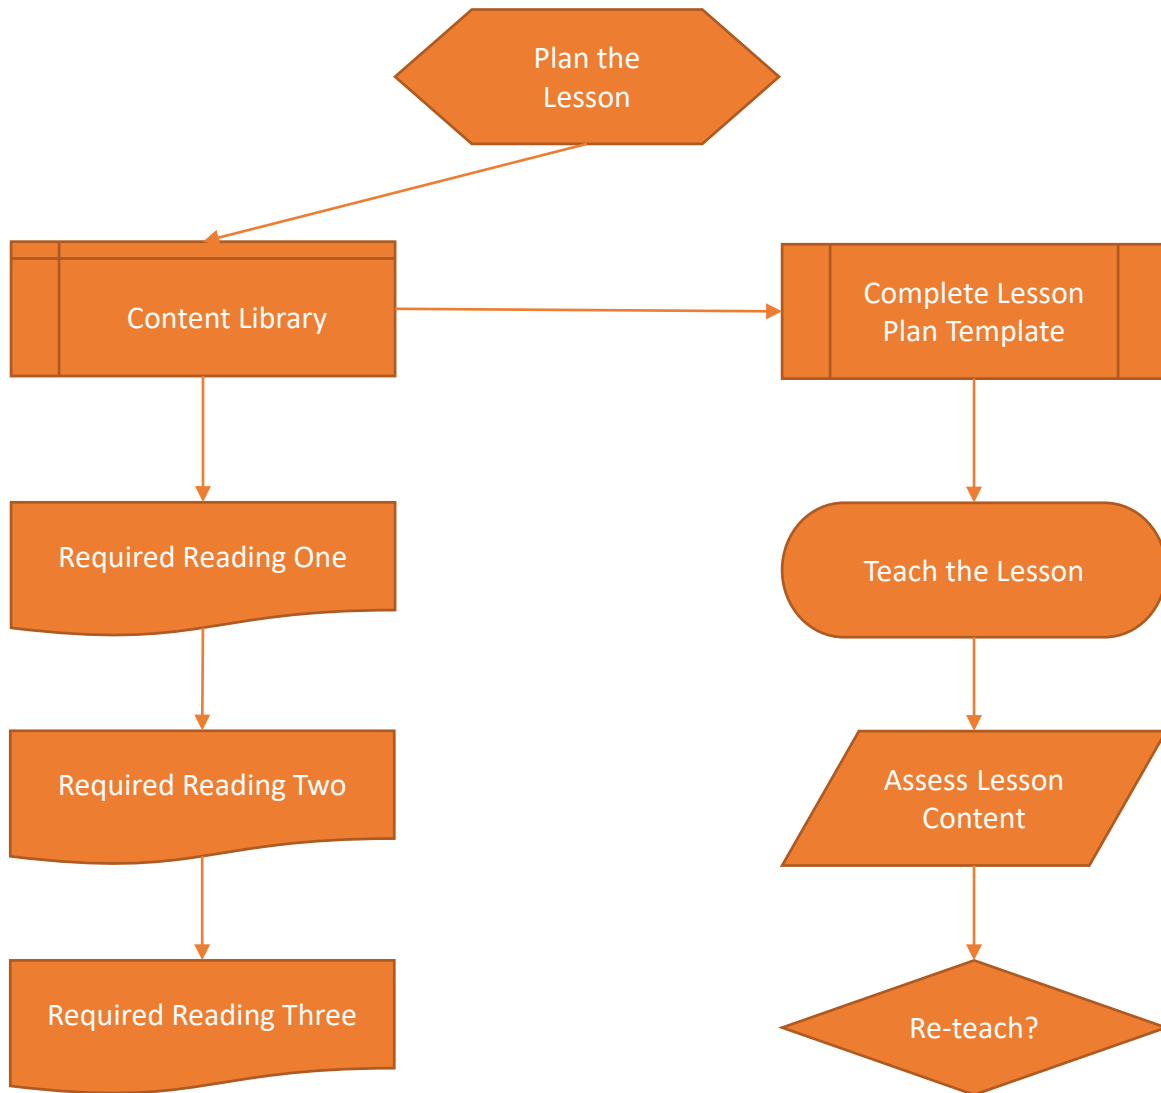 Plan the
Lesson
Content Library
Complete Lesson
Plan Template
Required Reading One
Teach the Lesson
Required Reading Two
Assess Lesson
Content
Required Reading Three
Re-teach?